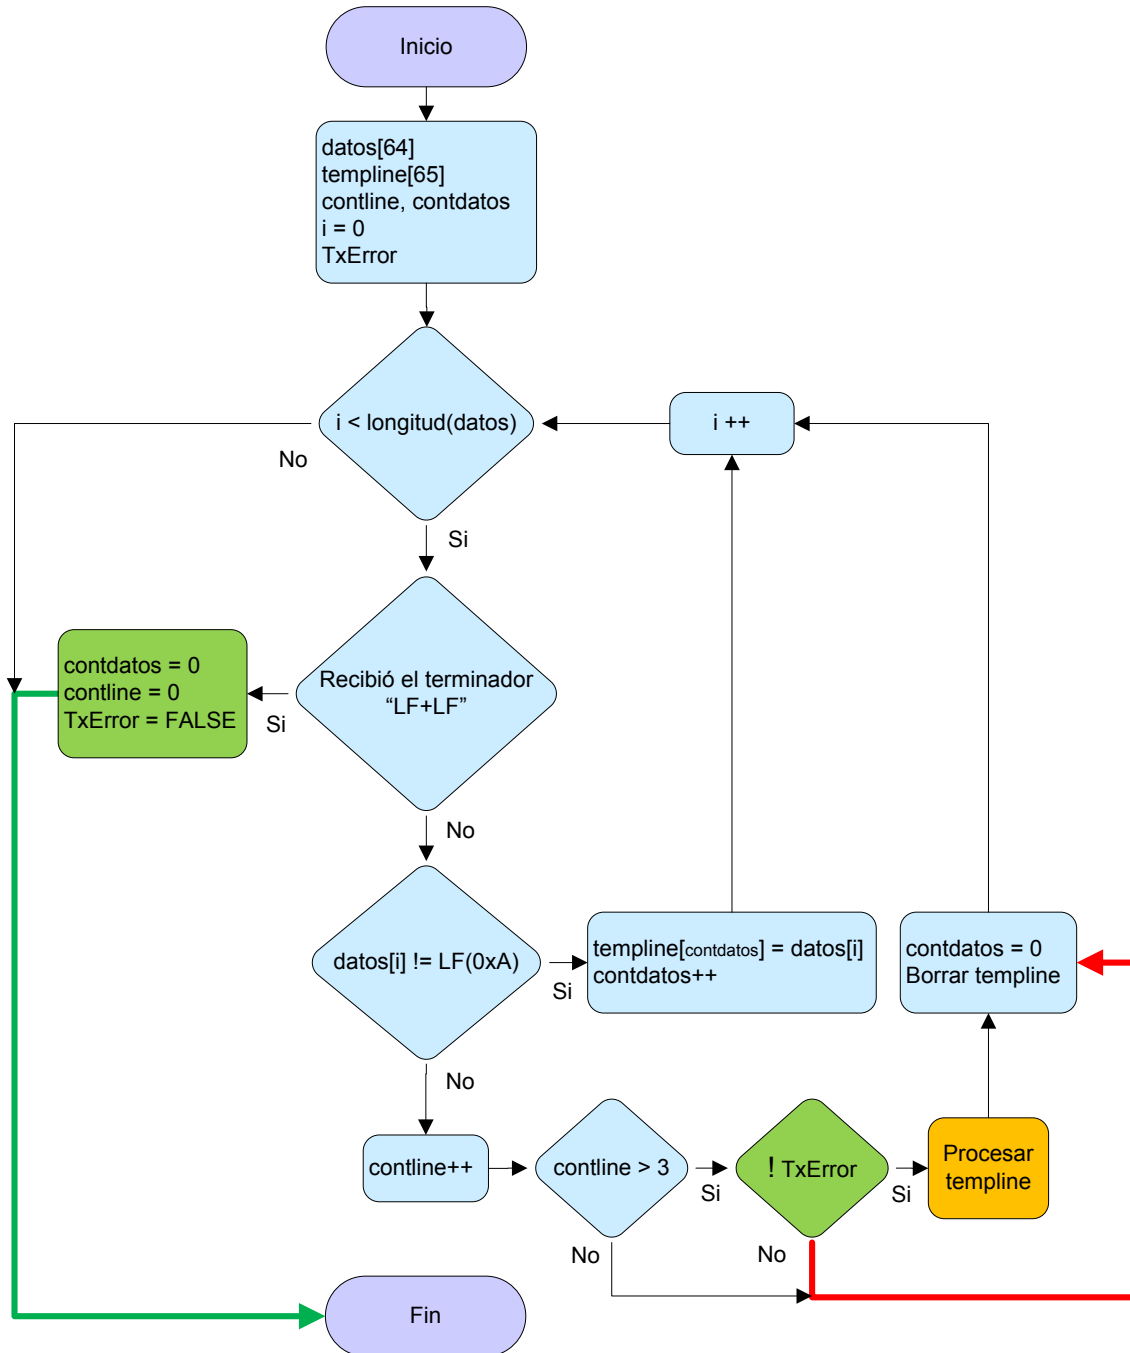 Inicio
datos[64]
templine[65]
contline, contdatos
i = 0
TxError
i < longitud(datos)
i ++
No
Si
contdatos = 0
contline = 0
TxError = FALSE
Recibió el terminador
“LF+LF”
Si
No
datos[i] != LF(0xA)
Si
templine[contdatos] = datos[i]
contdatos++
contdatos = 0
Borrar templine
No
contline++
contline > 3
Si
! TxError
Si
Procesar
templine
No
No
Fin